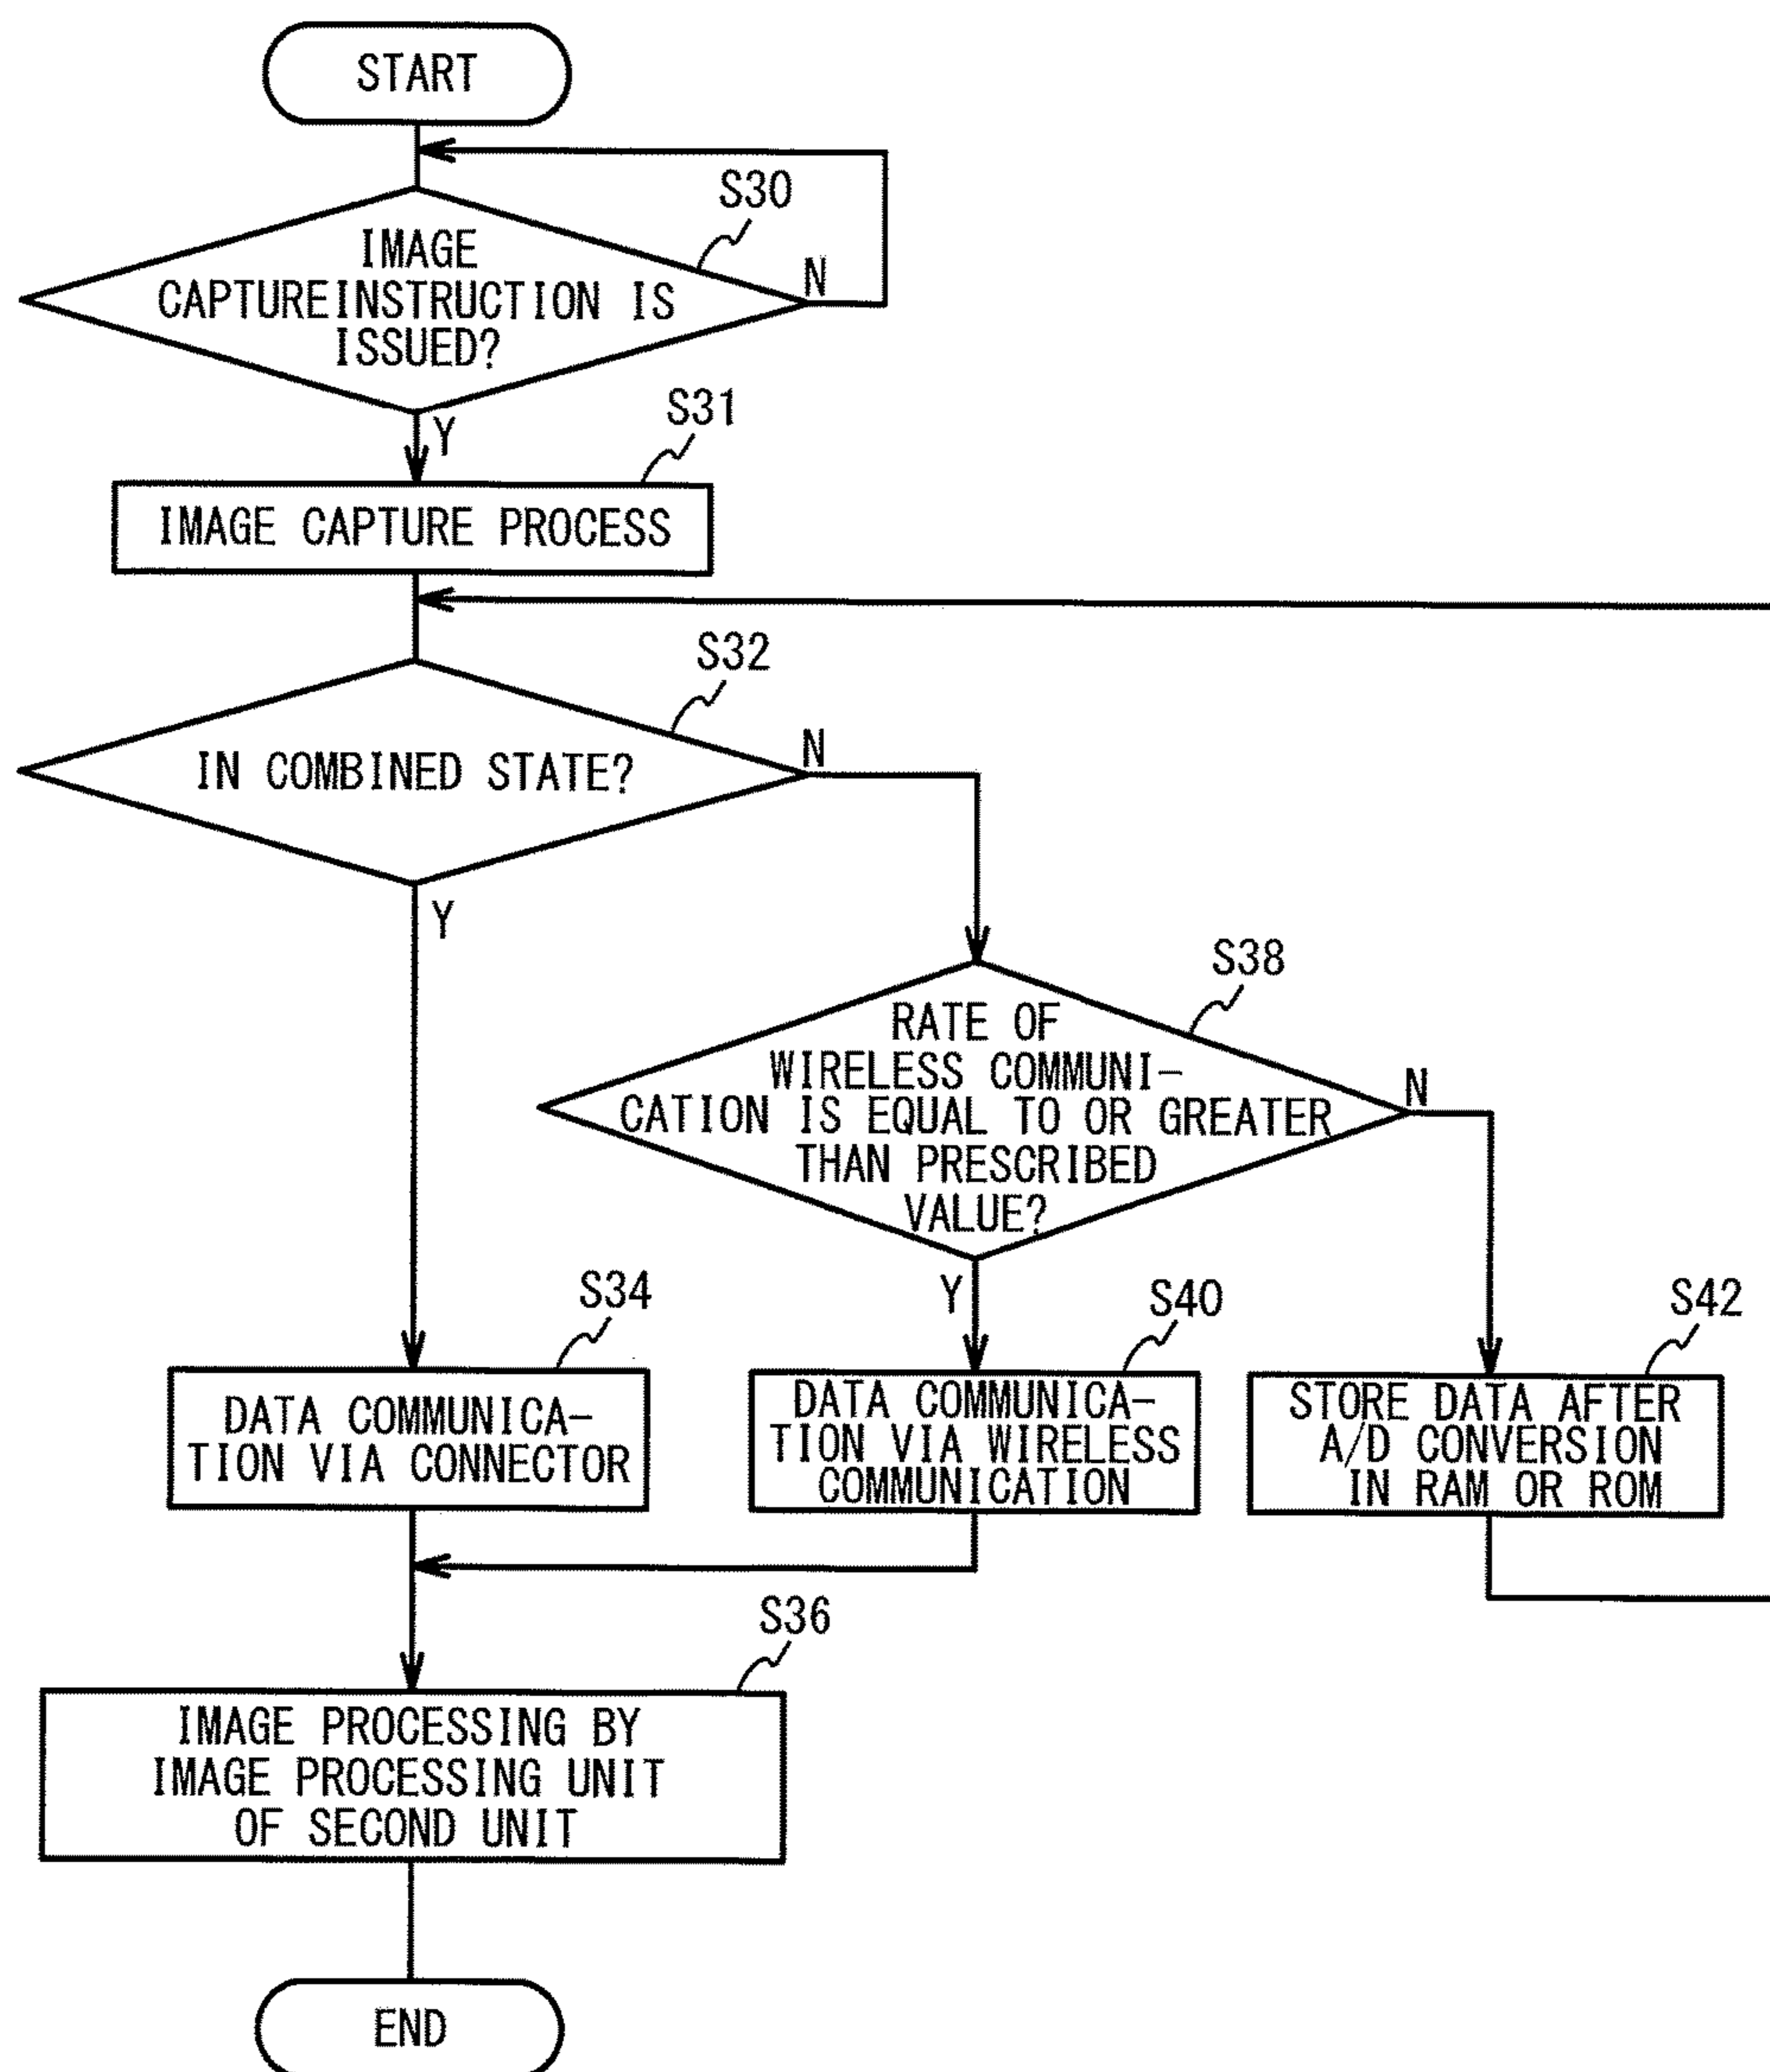 START
S30
IMAGE
CAPTUREINSTRUCTION IS
ISSUED?
N
Y
S31
IMAGE CAPTURE PROCESS
S32
IN COMBINED STATE?
N
Y
S38
RATE OF
WIRELESS COMMUNI-
CATION IS EQUAL TO OR GREATER
THAN PRESCRIBED
VALUE?
N
Y
S34
DATA COMMUNICA-
TION VIA CONNECTOR
S40
DATA COMMUNICA-
TION VIA WIRELESS
COMMUNICATION
S42
STORE DATA AFTER
A/D CONVERSION
IN RAM OR ROM
S36
IMAGE PROCESSING BY
IMAGE PROCESSING UNIT
OF SECOND UNIT
END